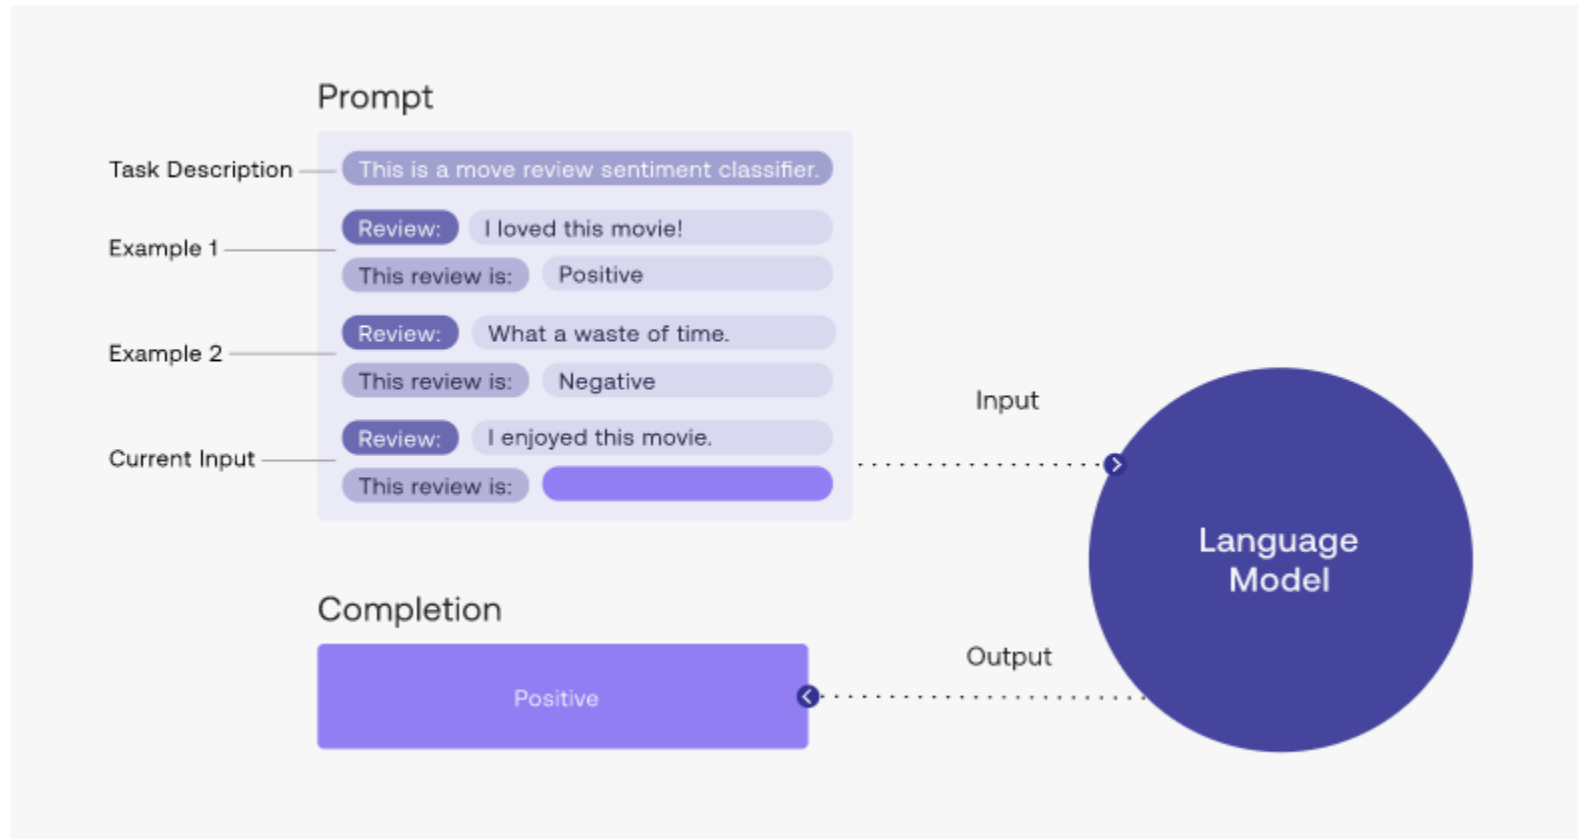 Prompt
Task Description
This is a move review sentiment classifier.
Example 1
Review: I loved this movie!
This review is: Positive
Example 2
Review: What a waste of time.
This review is: Negative
Current Input
Review: I enjoyed this movie.
This review is:
Input
Language
Model
Completion
Positive
Output